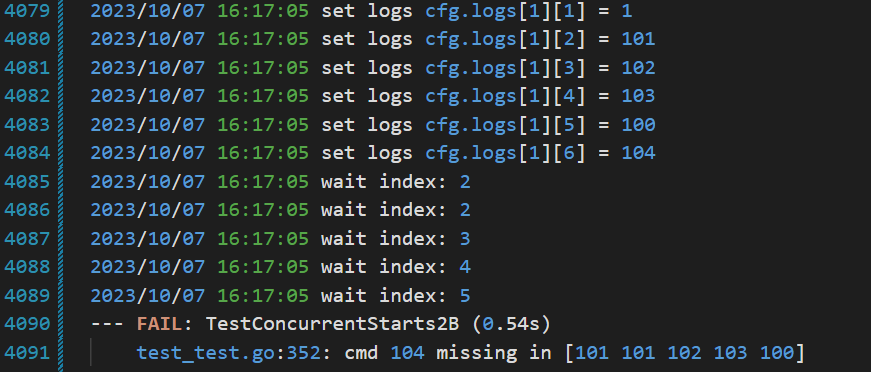 4079 2023/10/07 16:17:05 set logs cfg.logs[1][1] = 1
4080 2023/10/07 16:17:05 set logs cfg.logs[1][2] = 101
4081 2023/10/07 16:17:05 set logs cfg.logs[1][3] = 102
4082 2023/10/07 16:17:05 set logs cfg.logs[1][4] = 103
4083 2023/10/07 16:17:05 set logs cfg.logs[1][5] = 100
4084 2023/10/07 16:17:05 set logs cfg.logs[1][6] = 104
4085 2023/10/07 16:17:05 wait index: 2
4086 2023/10/07 16:17:05 wait index: 2
4087 2023/10/07 16:17:05 wait index: 3
4088 2023/10/07 16:17:05 wait index: 4
4089 2023/10/07 16:17:05 wait index: 5
4090 --- FAIL: TestConcurrentStarts2B (0.54s)
4091 test_test.go:352: cmd 104 missing in [101 101 102 103 100]